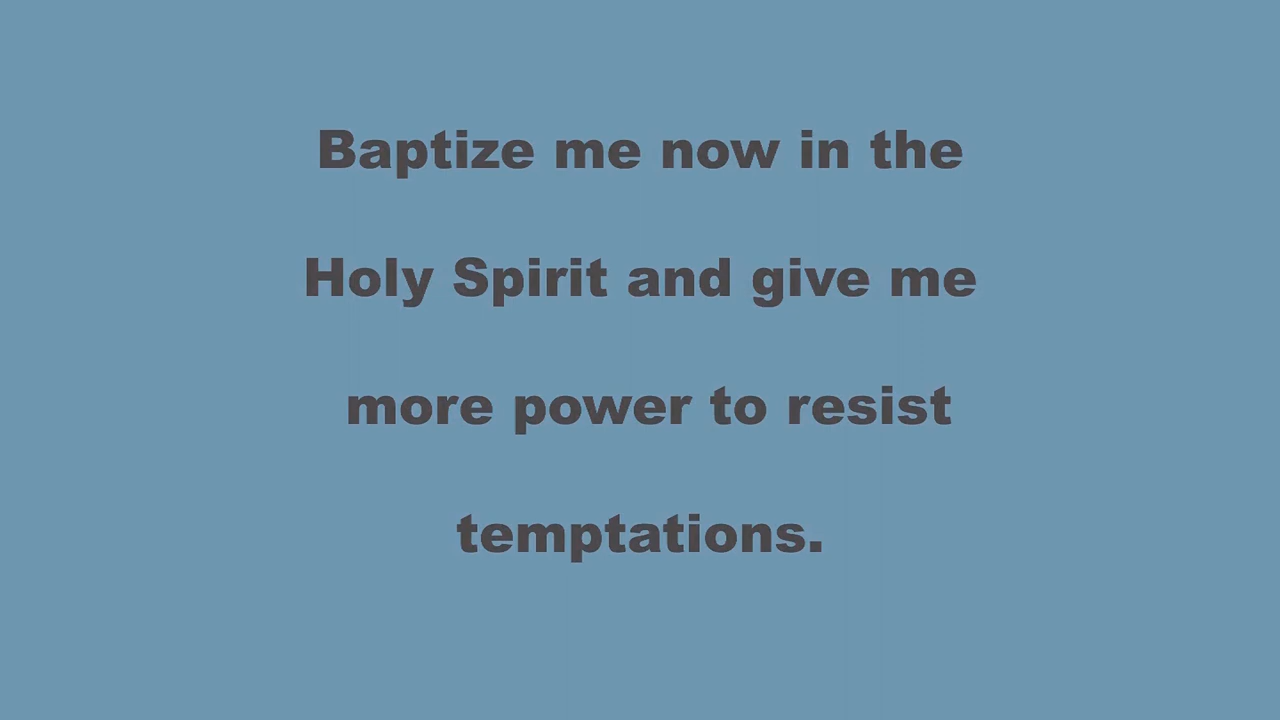 Baptize me now in the
Holy Spirit and give me
more power to resist
temptations.